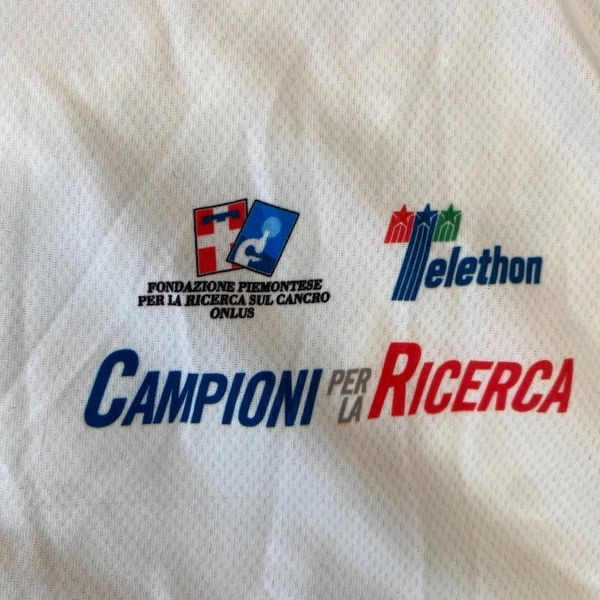 FONDAZIONE PIEMONTESE
PER LA RICERCA SUL CANCRO
ONLUS
Telethon
CAMPIONI PER LA RICERCA